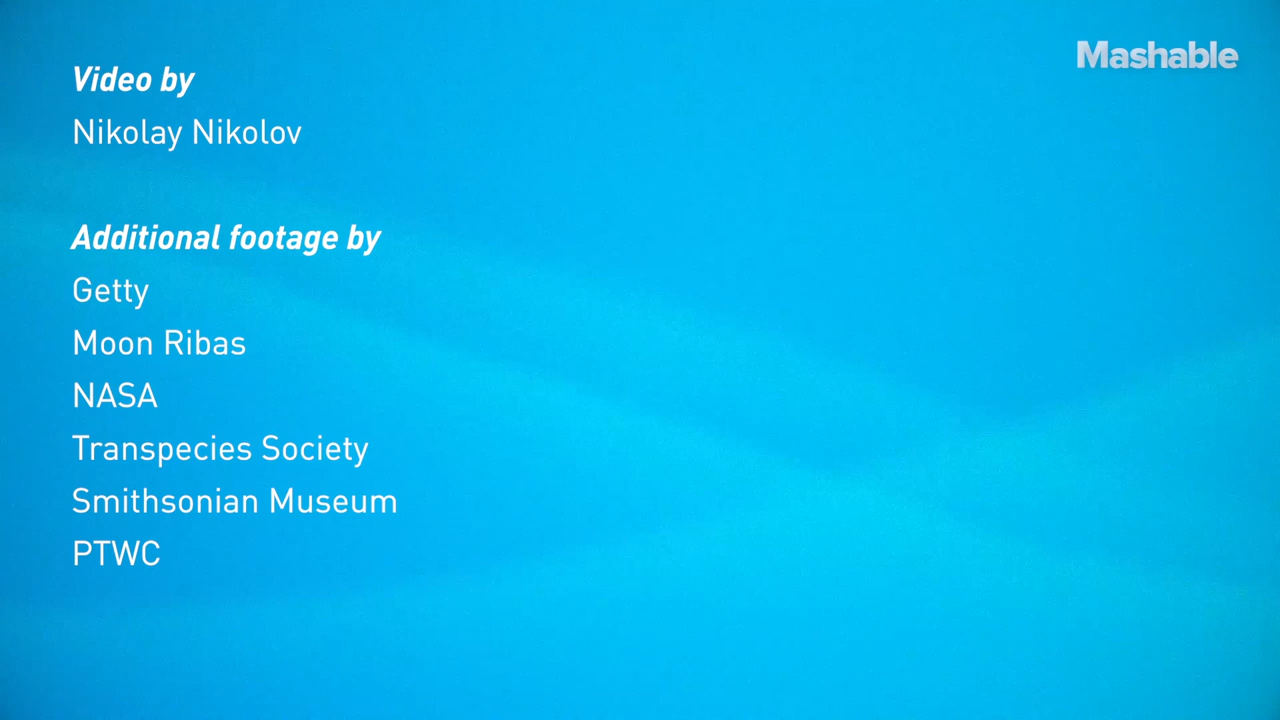 Mashable
Video by
Nikolay Nikolov
Additional footage by
Getty
Moon Ribas
NASA
Transpecies Society
Smithsonian Museum
PTWC